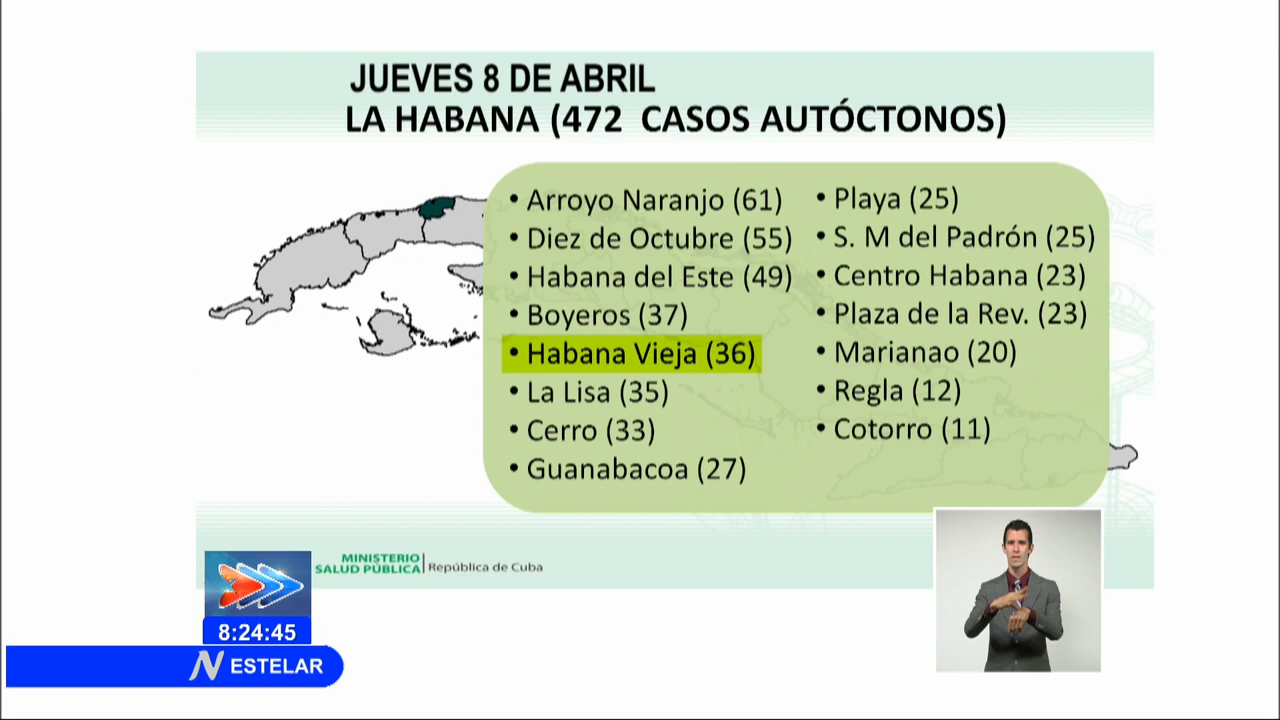 JUEVES 8 DE ABRIL
LA HABANA (472 CASOS AUTÓCTONOS)
• Arroyo Naranjo (61)
• Diez de Octubre (55)
• Habana del Este (49)
• Boyeros (37)
• Habana Vieja (36)
• La Lisa (35)
• Cerro (33)
• Guanabacoa (27)
• Playa (25)
• S. M del Padrón (25)
• Centro Habana (23)
• Plaza de la Rev. (23)
• Marianao (20)
• Regla (12)
• Cotorro (11)
MINISTERIO
SALUD PÚBLICA
República de Cuba
8:24:45
N ESTELAR